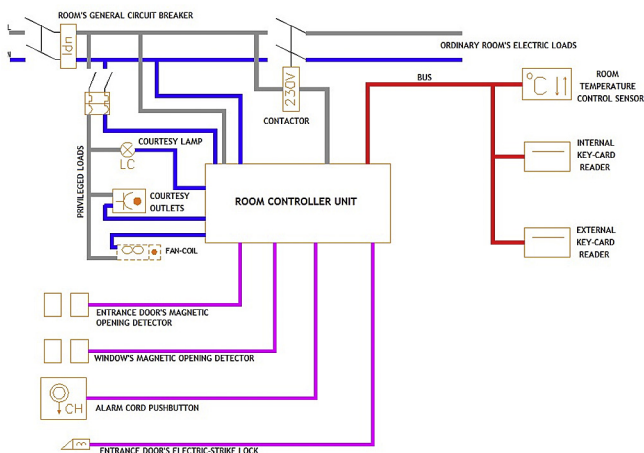 ROOM'S GENERAL CIRCUIT BREAKER
L
N
Idn
ORDINARY ROOM'S ELECTRIC LOADS
230V
CONTACTOR
BUS
°C
ROOM
TEMPERATURE
CONTROL SENSOR
COURTESY LAMP
LC
INTERNAL
KEY-CARD
READER
PRIVILEGED LOADS
COURTESY
OUTLETS
ROOM CONTROLLER UNIT
FAN-COIL
EXTERNAL
KEY-CARD
READER
ENTRANCE DOOR'S MAGNETIC
OPENING DETECTOR
WINDOW'S MAGNETIC OPENING DETECTOR
CH
ALARM CORD PUSHBUTTON
ENTRANCE DOOR'S ELECTRIC-STRIKE LOCK